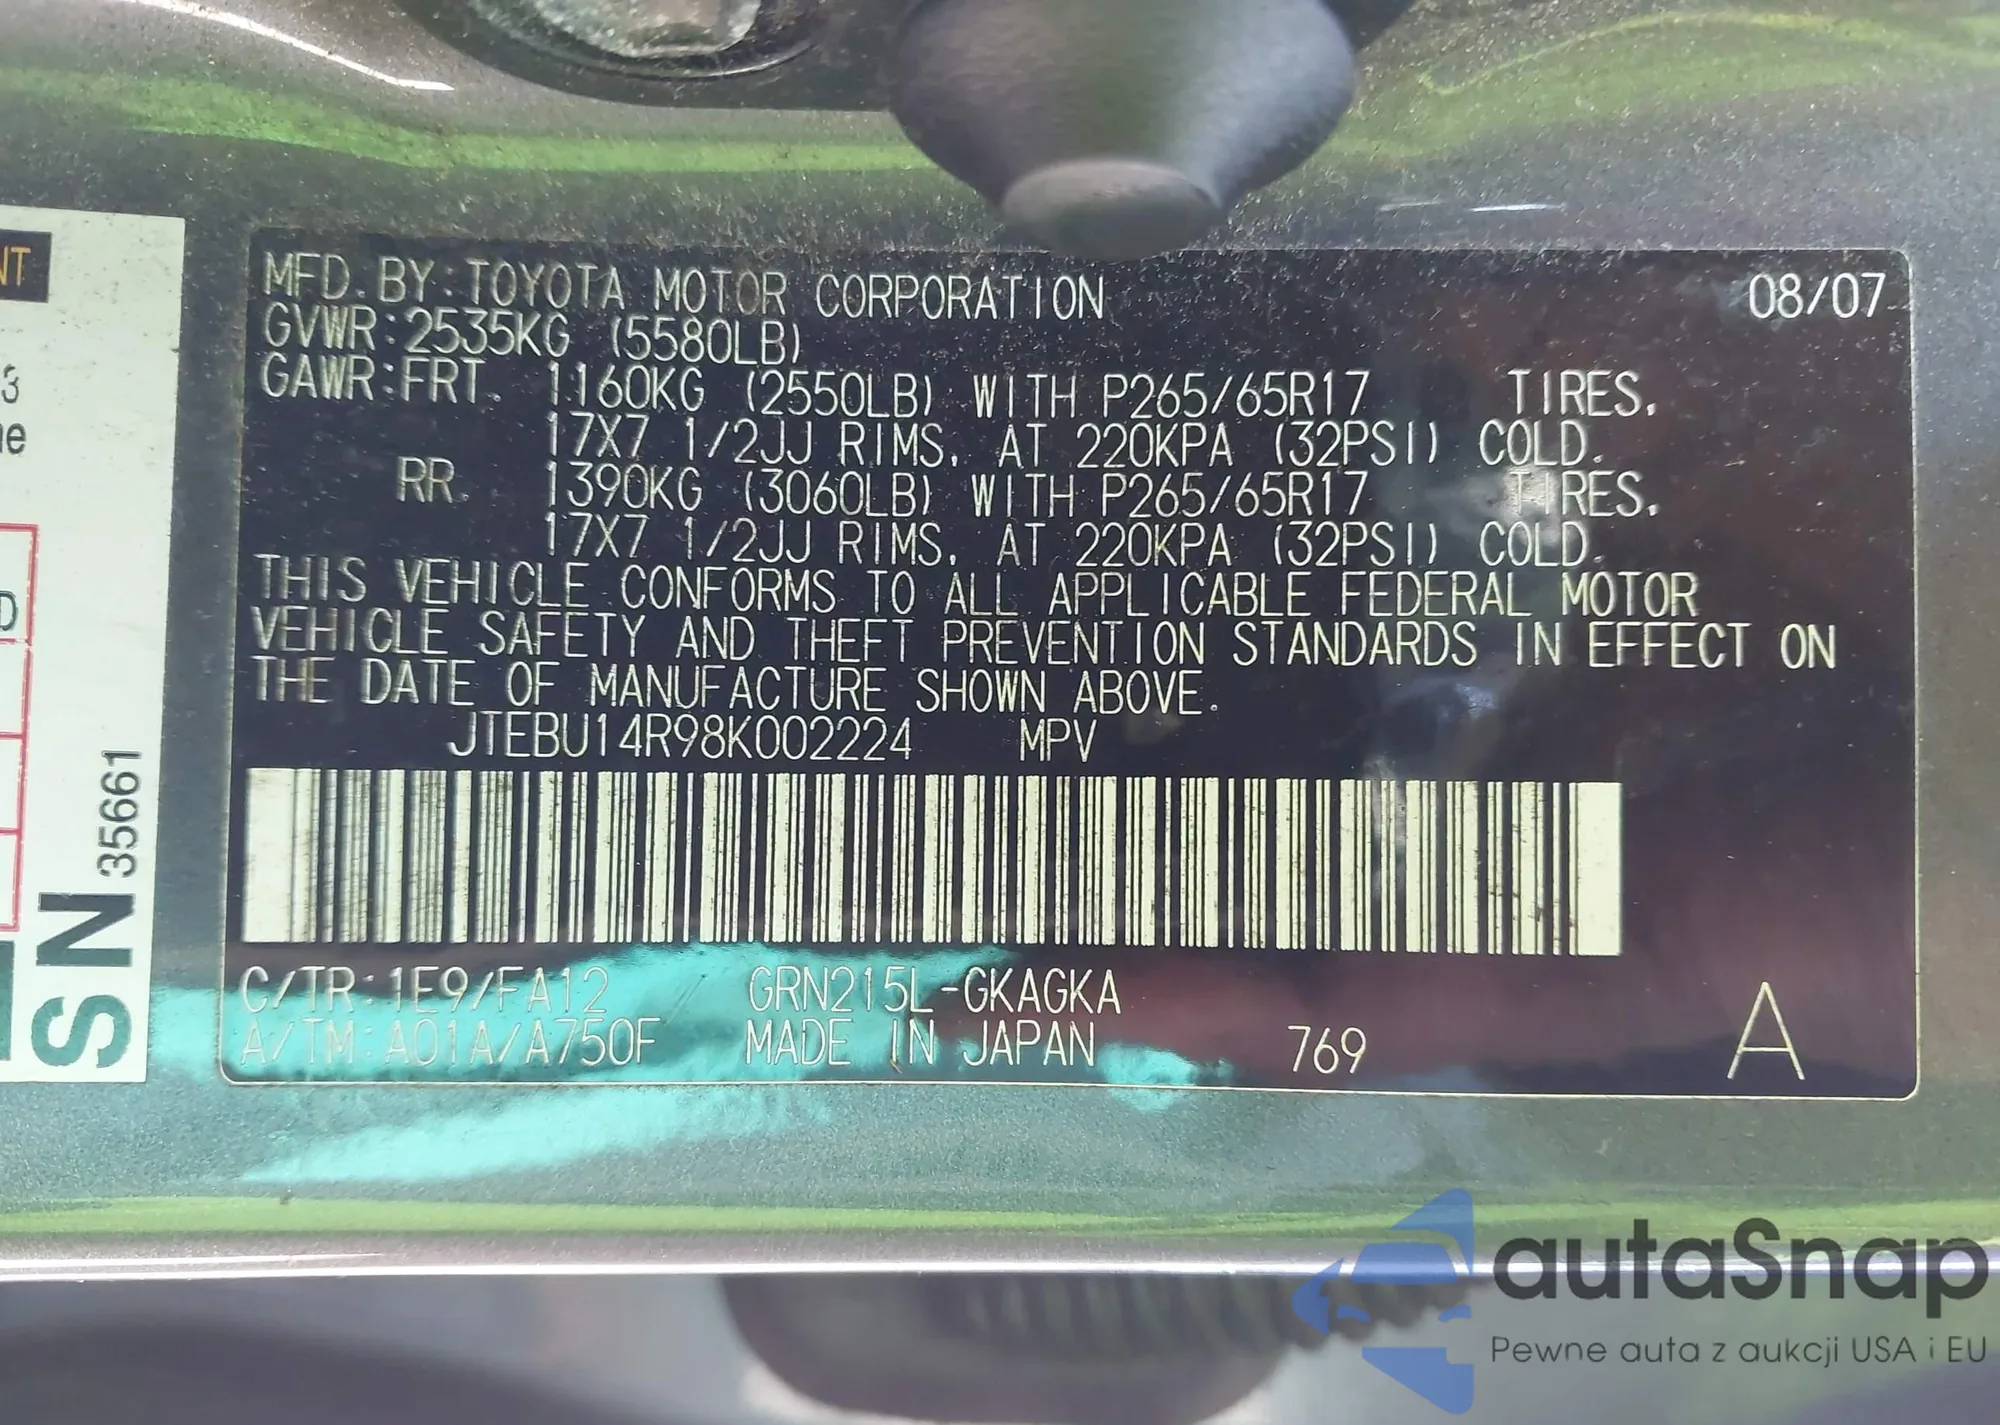 NT
3
ne
D
SN 35661
MFD. BY: TOYOTA MOTOR CORPORATION 08/07
GVWR: 2535KG (5580LB)
GAWR: FRT. 1160KG (2550LB) WITH P265/65R17 TIRES,
17X7 1/2JJ RIMS, AT 220KPA (32PSI) COLD.
RR. 1390KG (3060LB) WITH P265/65R17 TIRES,
17X7 1/2JJ RIMS, AT 220KPA (32PSI) COLD.
THIS VEHICLE CONFORMS TO ALL APPLICABLE FEDERAL MOTOR
VEHICLE SAFETY AND THEFT PREVENTION STANDARDS IN EFFECT ON
THE DATE OF MANUFACTURE SHOWN ABOVE.
JTEBU14R98K002224 MPV
C/TR: 1E9/FA12 GRN215L-GKAGKA
A/TM: A01A/A750F MADE IN JAPAN 769 A
autaSnap
Pewne auta z aukcji USA i EU